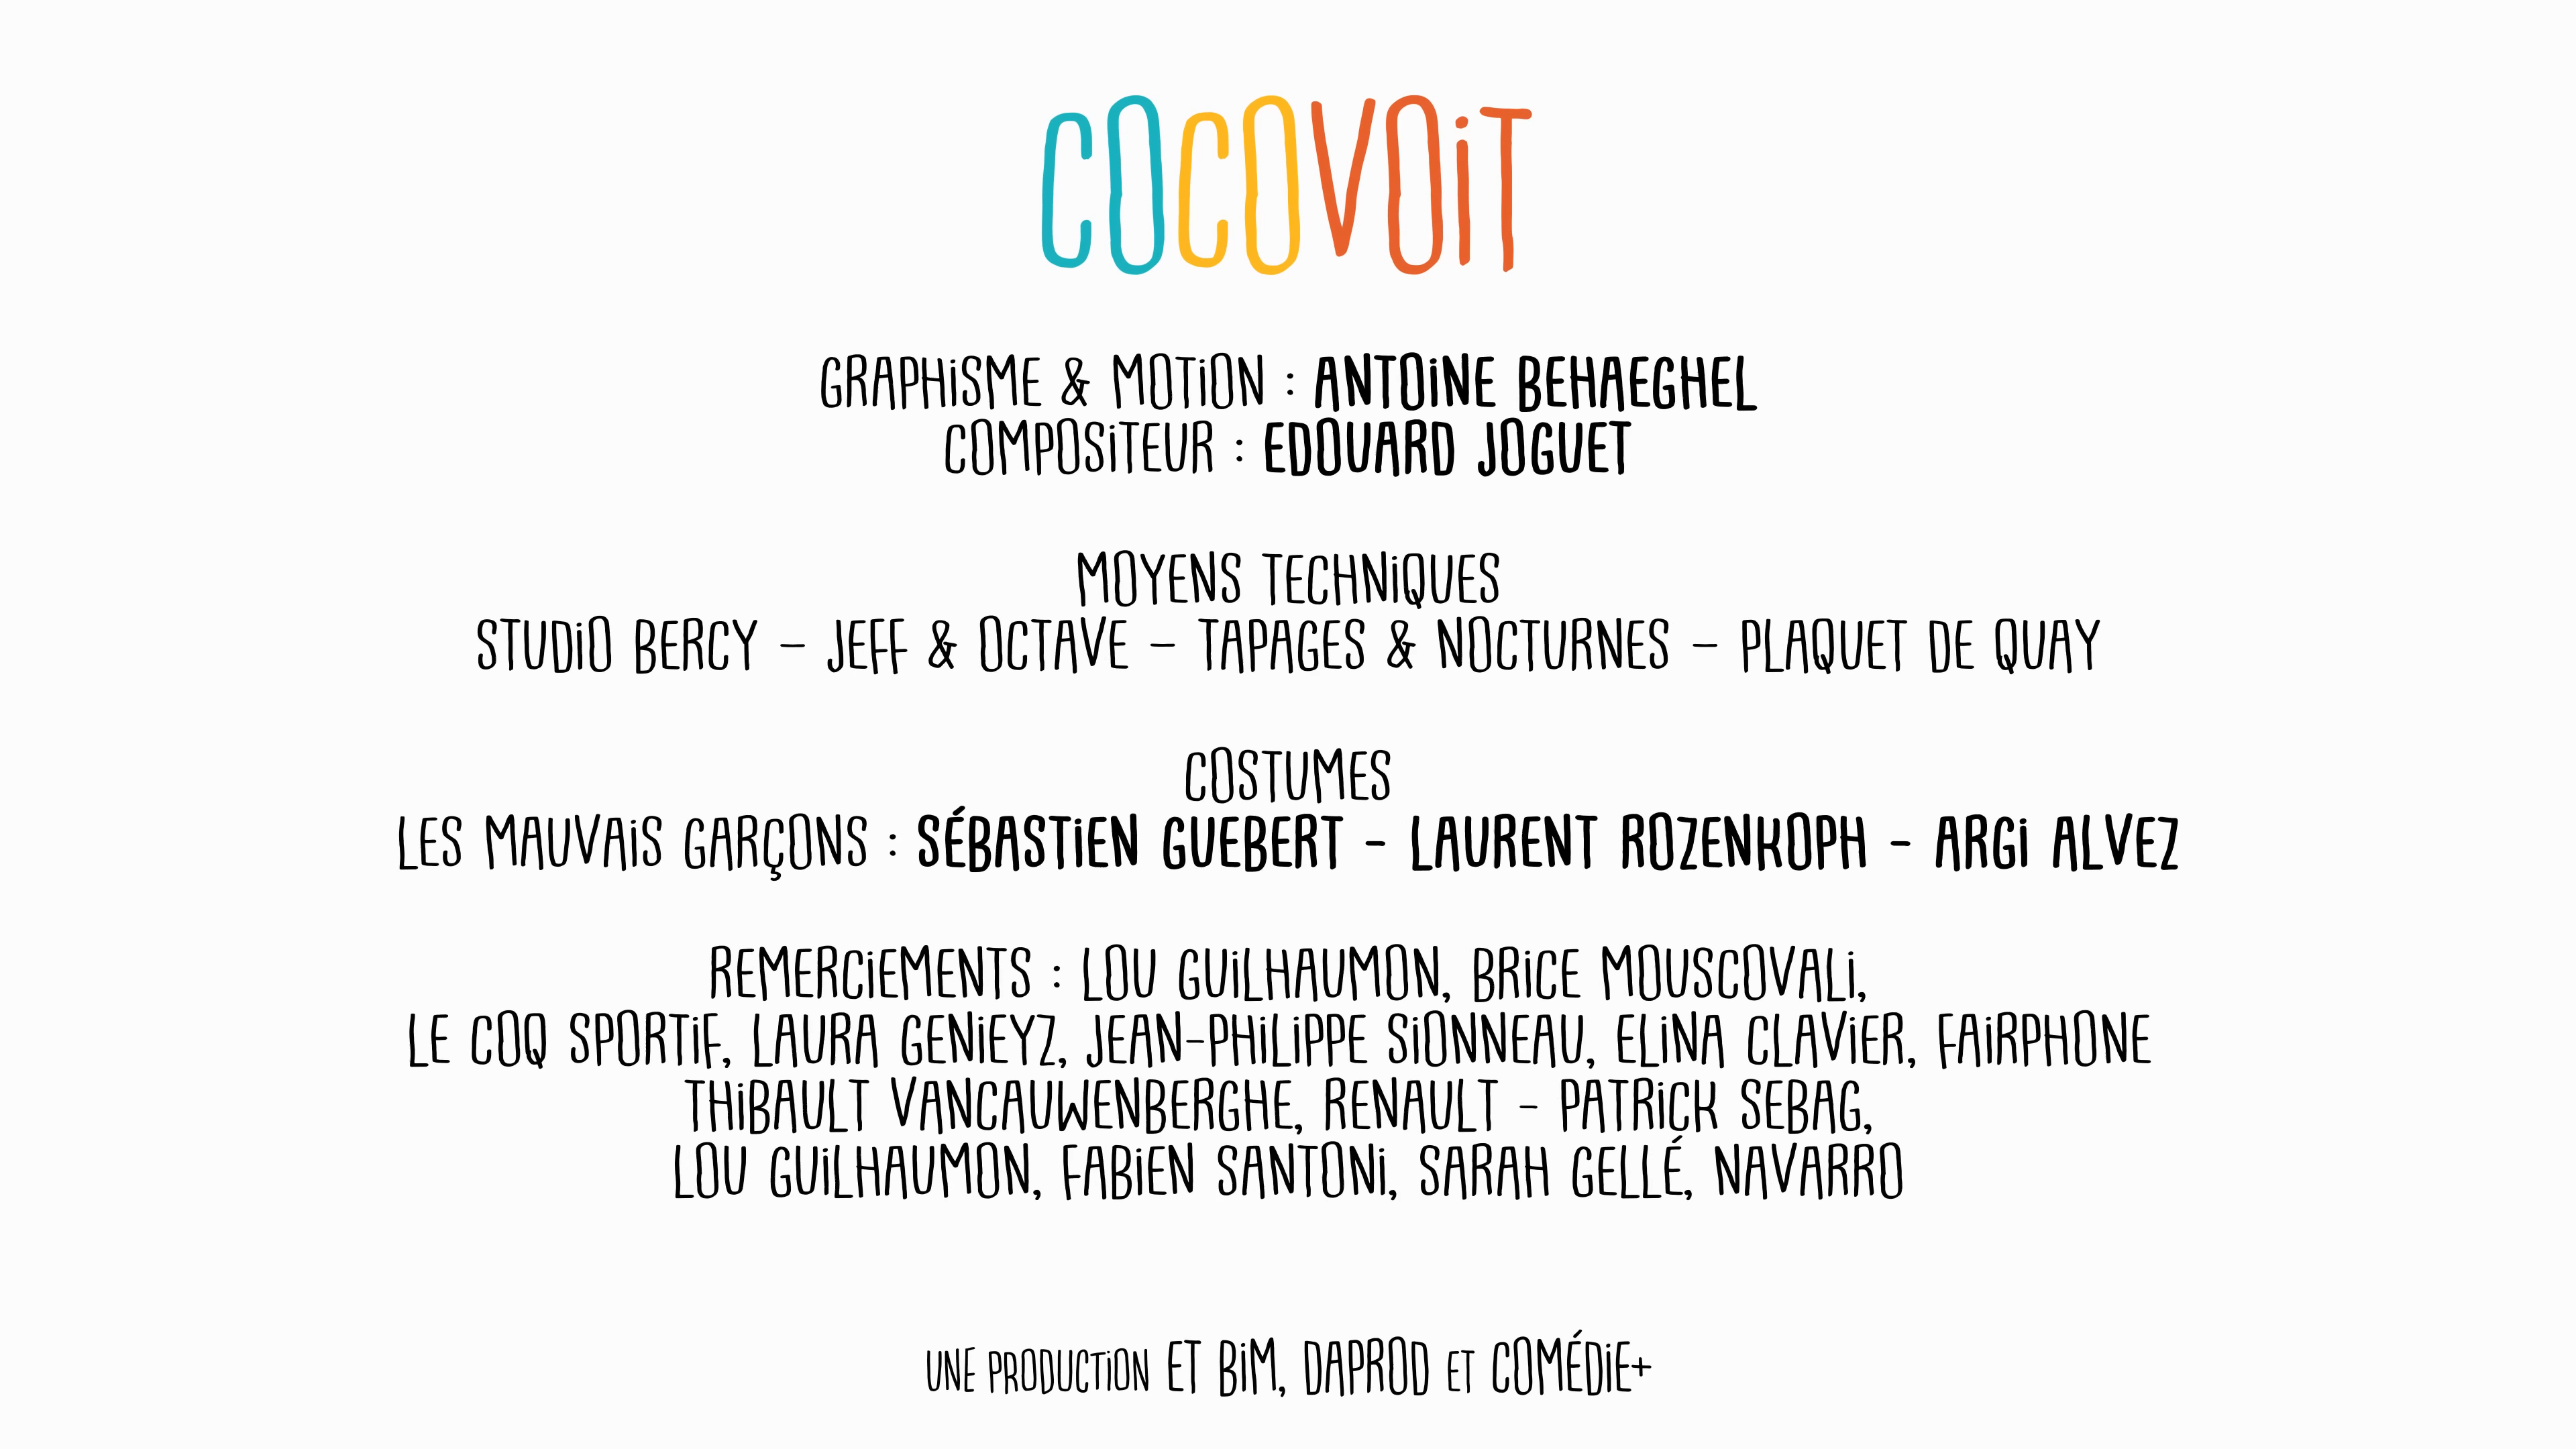 COCOVOiT
GRAPHiSME & MOTiON : ANTOiNE BEHAEGHEL
COMPOSiTEUR : EDOUARD JOGUET
MOYENS TECHNiQUES
STUDiO BERCY – JEFF & OCTAVE – TAPAGES & NOCTURNES – PLAQUET DE QUAY
COSTUMES
LES MAUVAiS GARÇONS : SÉBASTiEN GUEBERT - LAURENT ROZENKOPH - ARGi ALVEZ
REMERCiEMENTS : LOU GUiLHAUMON, BRiCE MOUSCOVALi,
LE COQ SPORTiF, LAURA GENiEYZ, JEAN-PHiLiPPE SiONNEAU, ELiNA CLAViER, FAiRPHONE
THiBAULT VANCAUWENBERGHE, RENAULT - PATRiCK SEBAG,
LOU GUiLHAUMON, FABiEN SANTONi, SARAH GELLÉ, NAVARRO
UNE PRODUCTiON ET BiM, DAPROD ET COMÉDiE+